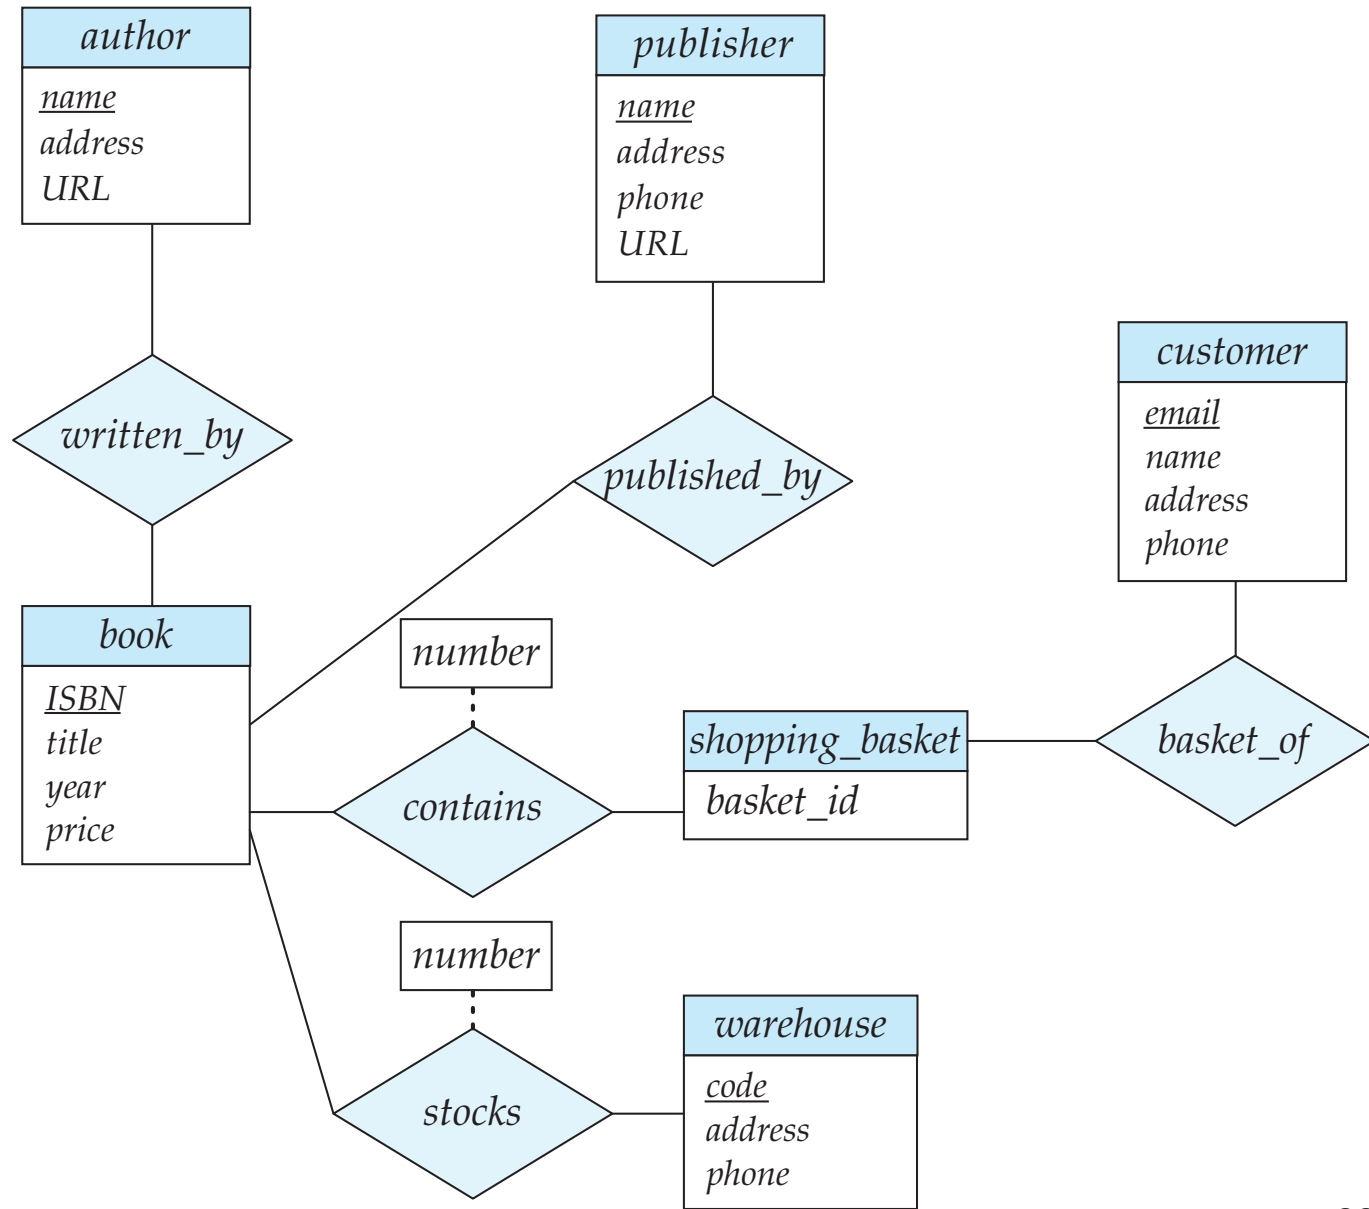 author
name
address
URL
publisher
name
address
phone
URL
customer
email
name
address
phone
written_by
published_by
book
ISBN
title
year
price
number
contains
shopping_basket
basket_id
basket_of
number
stocks
warehouse
code
address
phone